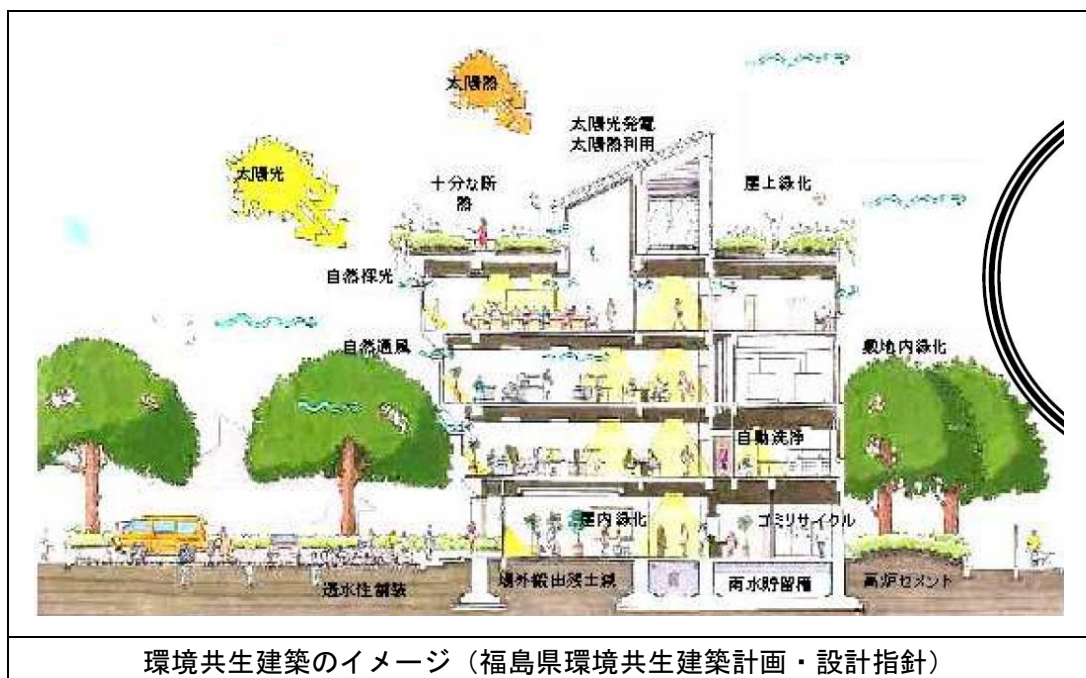 太陽熱
太陽光発電
太陽熱利用
太陽光
十分な断
熱
屋上緑化
自然採光
自然通風
敷地内緑化
自動洗浄
屋内緑化
ゴミリサイクル
透水性舗装
場外搬出残土減
雨水貯留槽
高炉セメント
環境共生建築のイメージ（福島県環境共生建築計画・設計指針）